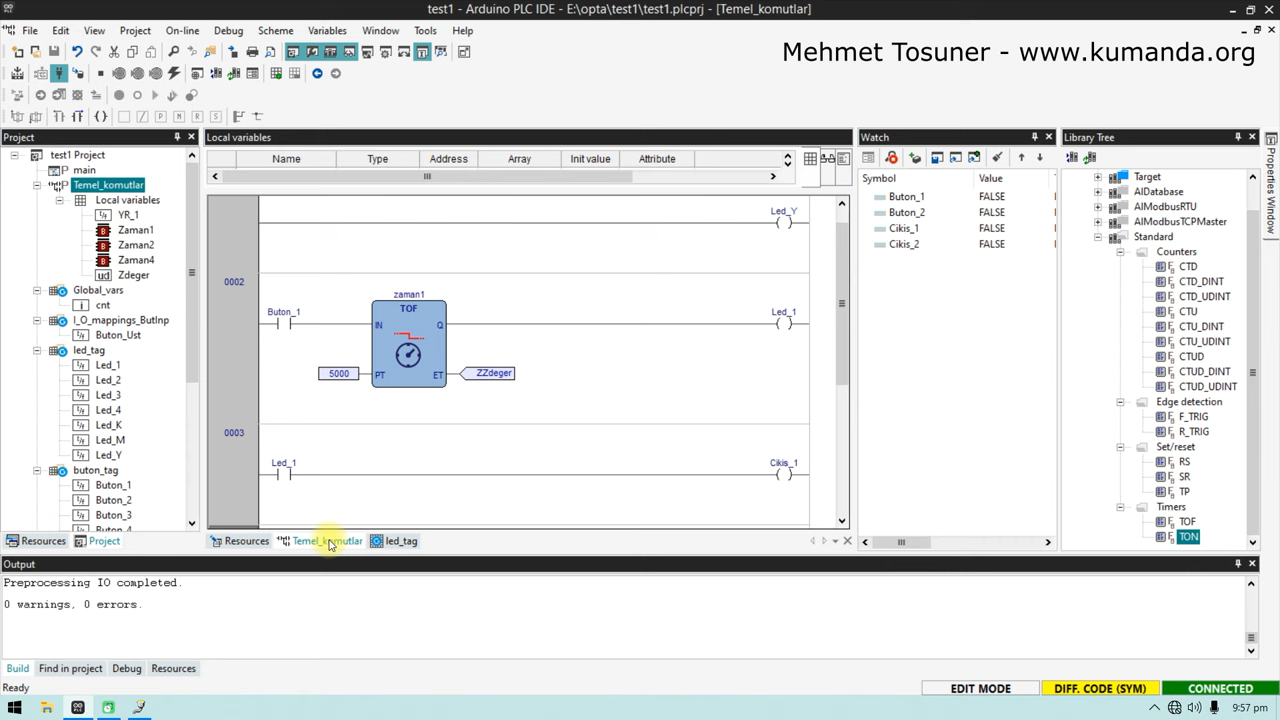 test1 - Arduino PLC IDE - E:\opta\test1\test1.plcprj - [Temel_komutlar]
File Edit View Project On-line Debug Scheme Variables Window Tools Help
Mehmet Tosuner - www.kumanda.org
Project
test1 Project
main
Temel_komutlar
Local variables
YR_1
Zaman1
Zaman2
Zaman4
Zdeger
Global_vars
cnt
I_O_mappings_ButInp
Buton_Ust
led_tag
Led_1
Led_2
Led_3
Led_4
Led_K
Led_M
Led_Y
buton_tag
Buton_1
Buton_2
Buton_3
Buton_4
Resources Project
Local variables
Name Type Address Array Init value Attribute
Led_Y
0002
zaman1
TOF
Buton_1
Led_1
IN Q
5000 PT ET ZZdeger
0003
Led_1
Cikis_1
Resources Temel_komutlar led_tag
Watch
Symbol Value
Buton_1 FALSE
Buton_2 FALSE
Cikis_1 FALSE
Cikis_2 FALSE
Library Tree
Target
AlDatabase
AlModbusRTU
AlModbusTCPMaster
Standard
Counters
CTD
CTD_DINT
CTD_UDINT
CTU
CTU_DINT
CTU_UDINT
CTUD
CTUD_DINT
CTUD_UDINT
Edge detection
F_TRIG
R_TRIG
Set/reset
RS
SR
TP
Timers
TOF
TON
Properties Window
Output
Preprocessing IO completed.
0 warnings, 0 errors.
Build Find in project Debug Resources
Ready
EDIT MODE DIFF. CODE (SYM) CONNECTED
9:57 pm